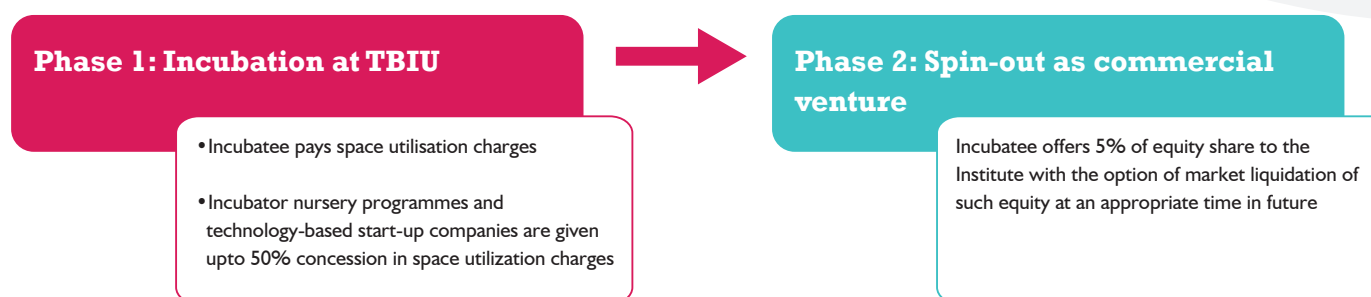 Phase 1: Incubation at TBIU
•Incubatee pays space utilisation charges
•Incubator nursery programmes and
technology-based start-up companies are given
upto 50% concession in space utilization charges
Phase 2: Spin-out as commercial
venture
Incubatee offers 5% of equity share to the
Institute with the option of market liquidation of
such equity at an appropriate time in future